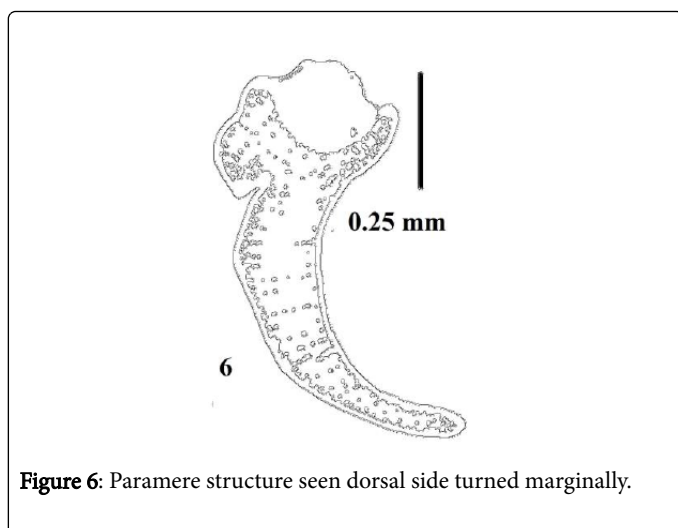 0.25 mm
6
Figure 6: Paramere structure seen dorsal side turned marginally.